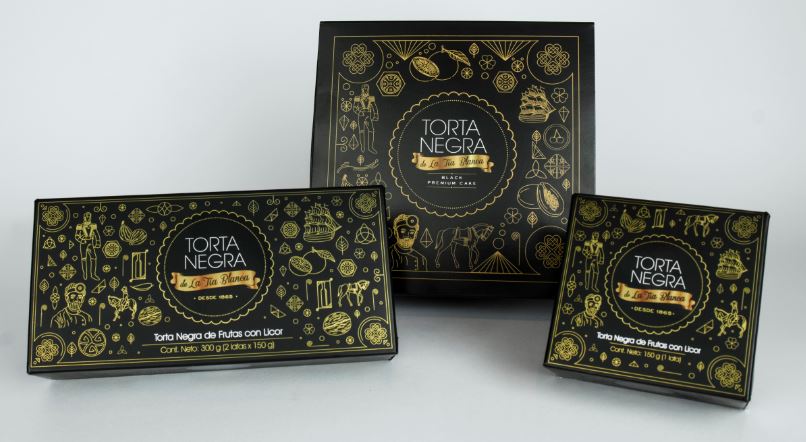 TORTA
NEGRA
de La Tía Blanca
BLACK
PREMIUM CAKE
TORTA
NEGRA
de La Tía Blanca
• DESDE 1868 •
Torta Negra de Frutas con Licor
Cont. Neto: 300 g (2 latas x 150 g)
TORTA
NEGRA
de La Tía Blanca
• DESDE 1868 •
Torta Negra de Frutas con Licor
Cont. Neto: 150 g (1 lata)